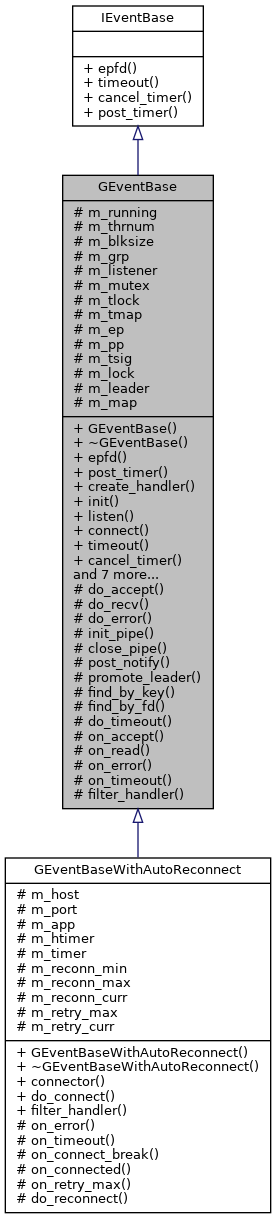 IEventBase
+ epfd()
+ timeout()
+ cancel_timer()
+ post_timer()
GEventBase
# m_running
# m_thrnum
# m_blksize
# m_grp
# m_listener
# m_mutex
# m_tlock
# m_tmap
# m_ep
# m_pp
# m_tsig
# m_lock
# m_leader
# m_map
+ GEventBase()
+ ~GEventBase()
+ epfd()
+ post_timer()
+ create_handler()
+ init()
+ listen()
+ connect()
+ timeout()
+ cancel_timer()
and 7 more...
# do_accept()
# do_recv()
# do_error()
# init_pipe()
# close_pipe()
# post_notify()
# promote_leader()
# find_by_key()
# find_by_fd()
# do_timeout()
# on_accept()
# on_read()
# on_error()
# on_timeout()
# filter_handler()
GEventBaseWithAutoReconnect
# m_host
# m_port
# m_app
# m_htimer
# m_timer
# m_reconn_min
# m_reconn_max
# m_reconn_curr
# m_retry_max
# m_retry_curr
+ GEventBaseWithAutoReconnect()
+ ~GEventBaseWithAutoReconnect()
+ connector()
+ do_connect()
+ filter_handler()
# on_error()
# on_timeout()
# on_connect_break()
# on_connected()
# on_retry_max()
# do_reconnect()